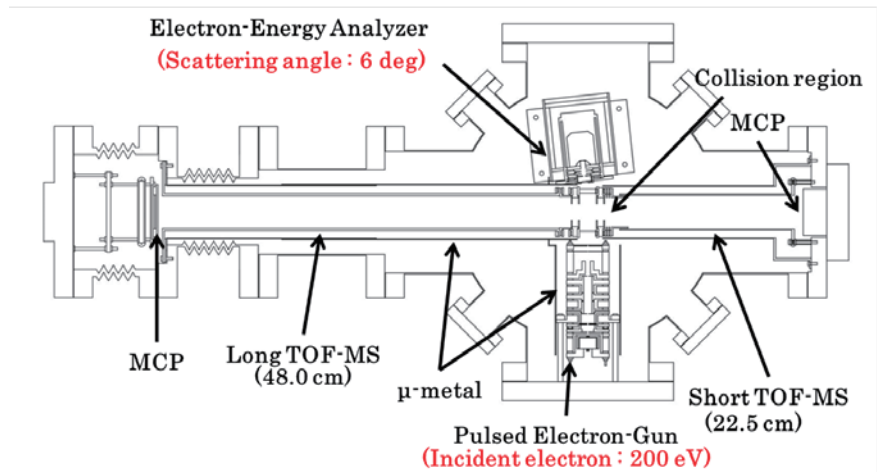 Electron-Energy Analyzer
(Scattering angle : 6 deg)
Collision region
MCP
MCP
Long TOF-MS
(48.0 cm)
μ-metal
Short TOF-MS
(22.5 cm)
Pulsed Electron-Gun
(Incident electron : 200 eV)